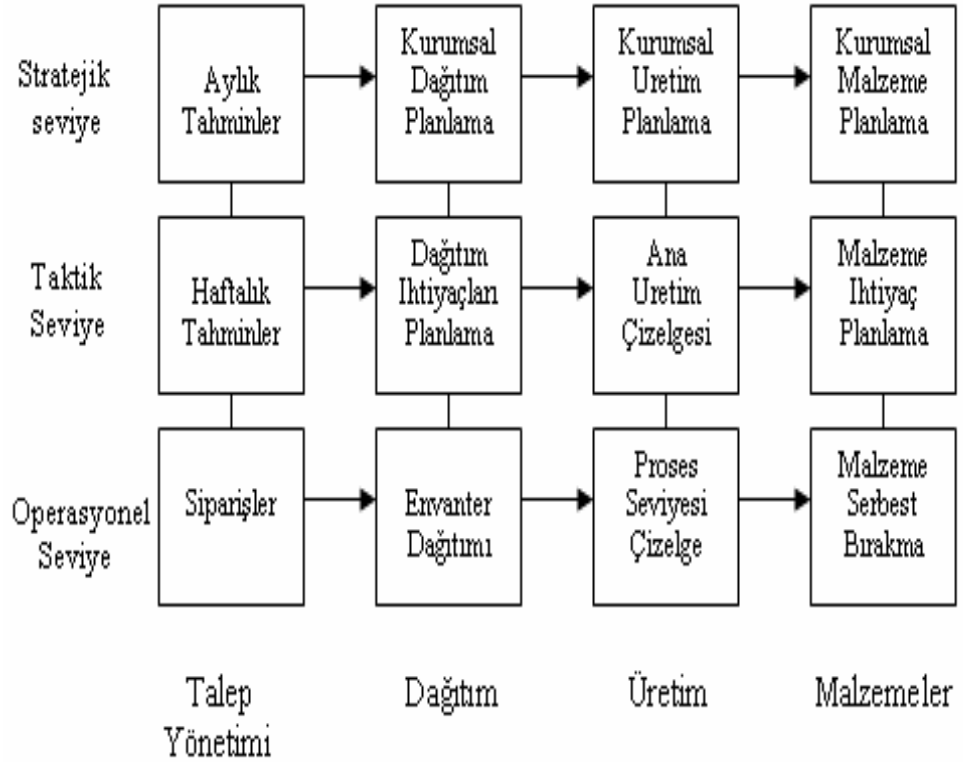 Stratejik
seviye
Aylık
Tahminler
Kurumsal
Dağıtım
Planlama
Kurumsal
Uretim
Planlama
Kurumsal
Malzeme
Planlama
Taktik
Seviye
Haftalık
Tahminler
Dağıtım
Ihtiyaçları
Planlama
Ana
Uretim
Çizelgesi
Malzeme
Ihtiyaç
Planlama
Operasyonel
Seviye
Siparişler
Envanter
Dağıtımı
Proses
Seviyesi
Çizelge
Malzeme
Serbest
Bırakma
Talep
Yönetimi
Dağıtım
Üretim
Malzemeler